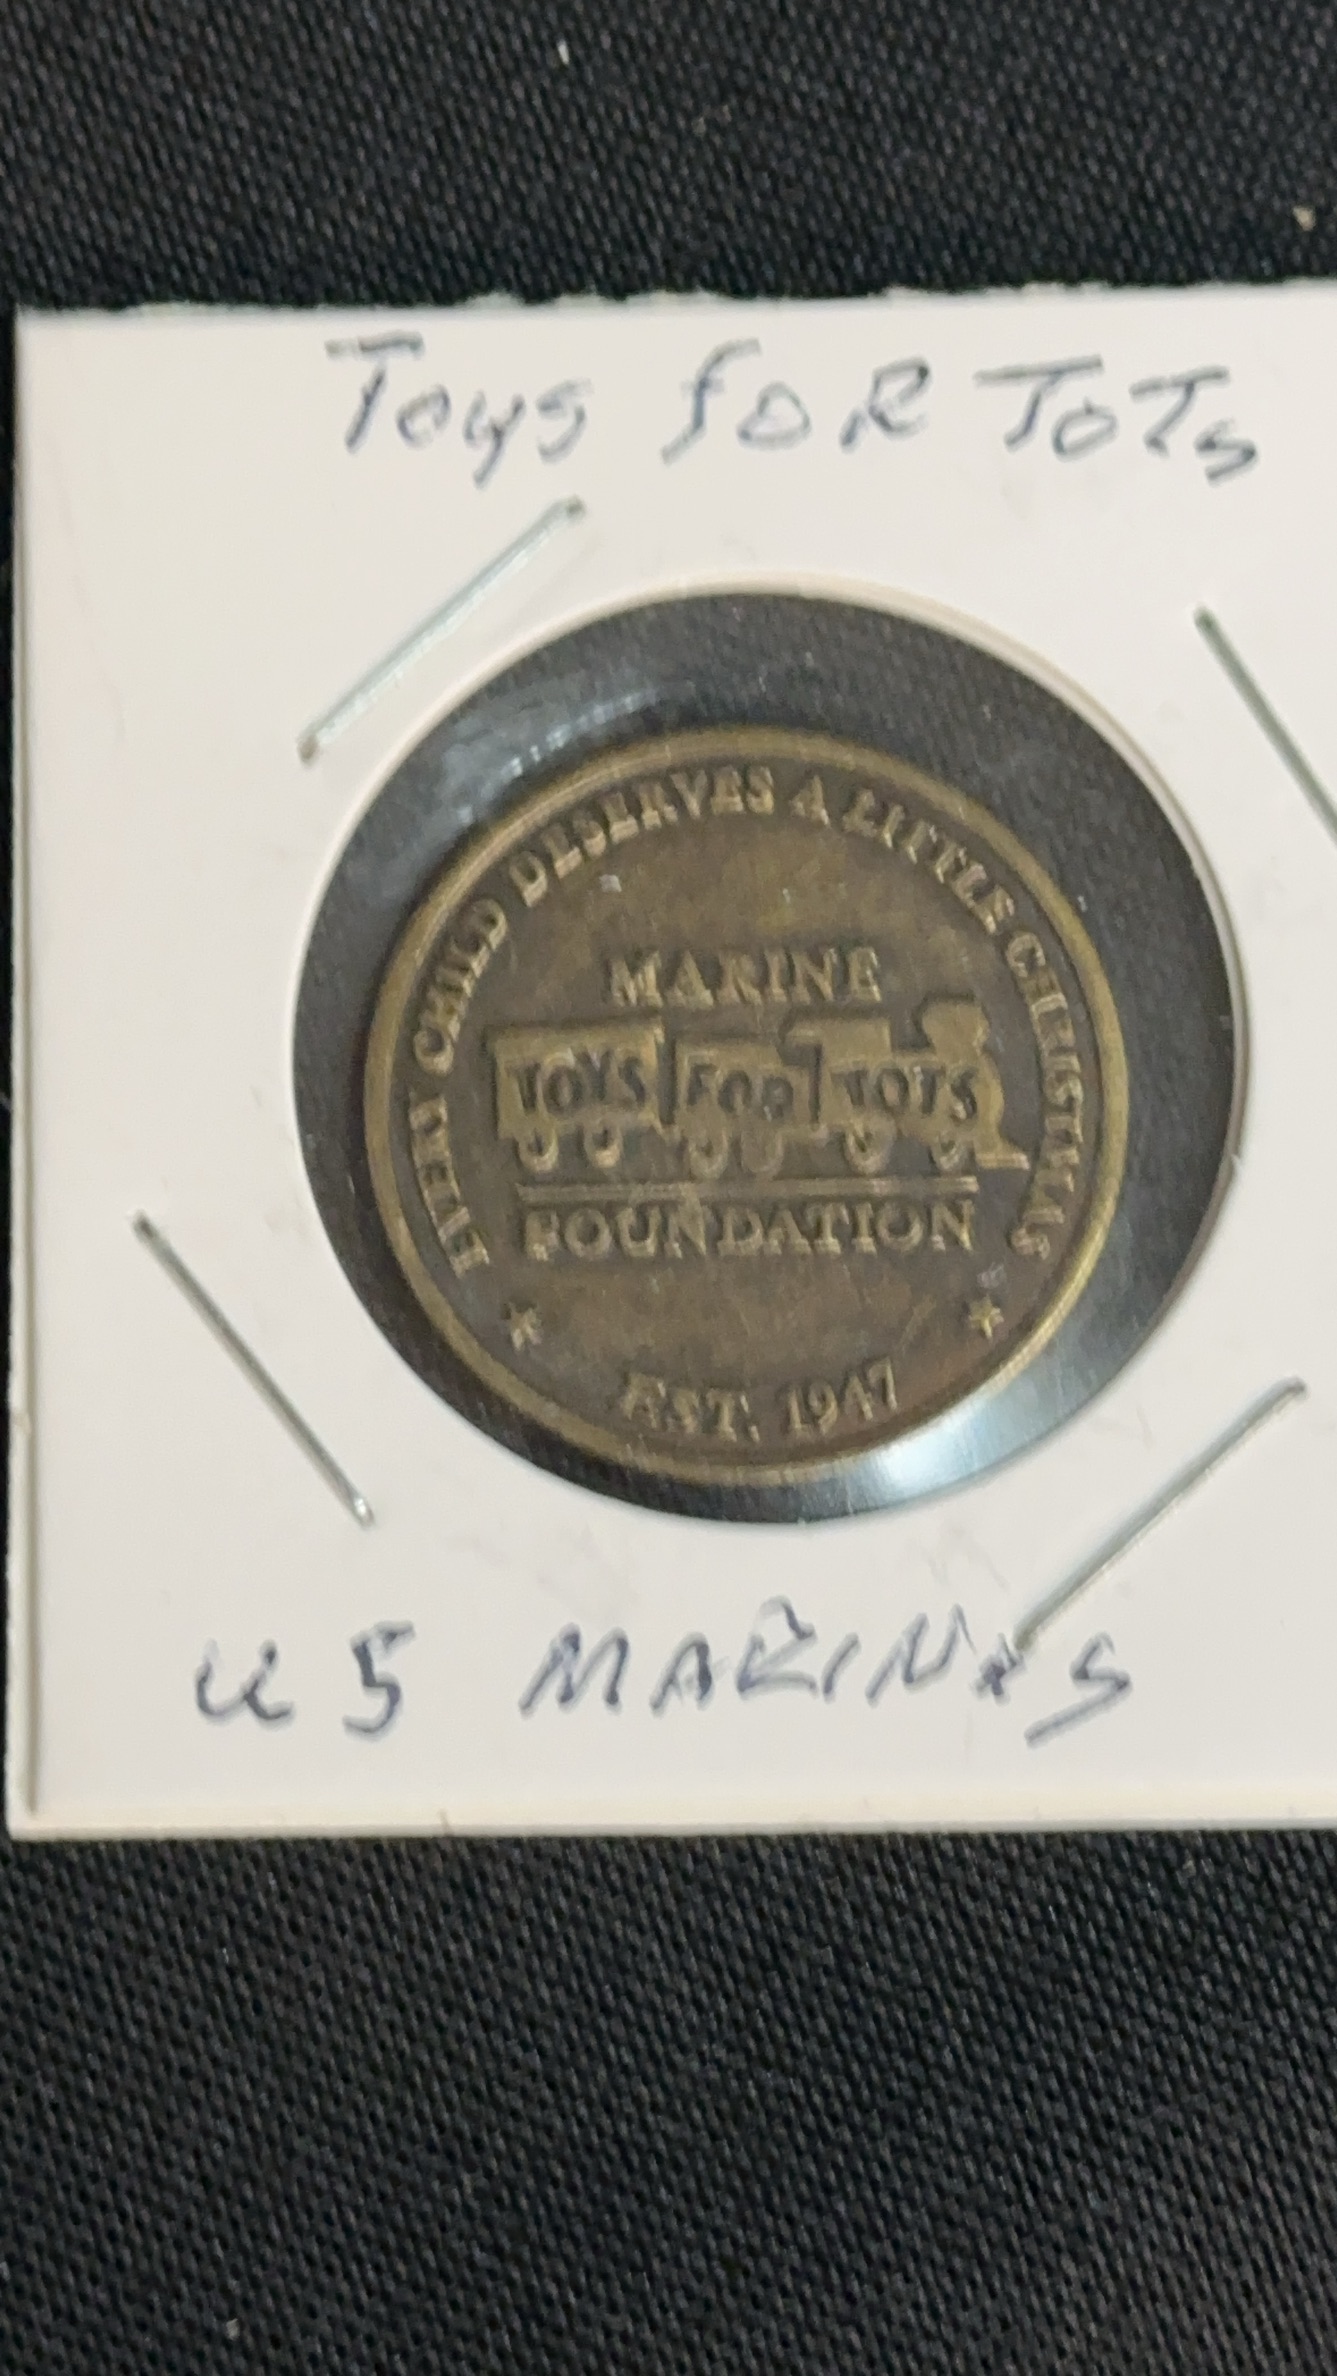 Toys foR ToTs
EVERY CHILD DESERVES A LITTLE CHRISTMAS
MARINE
TOYS FOR TOTS
FOUNDATION
EST. 1947
US MARINES